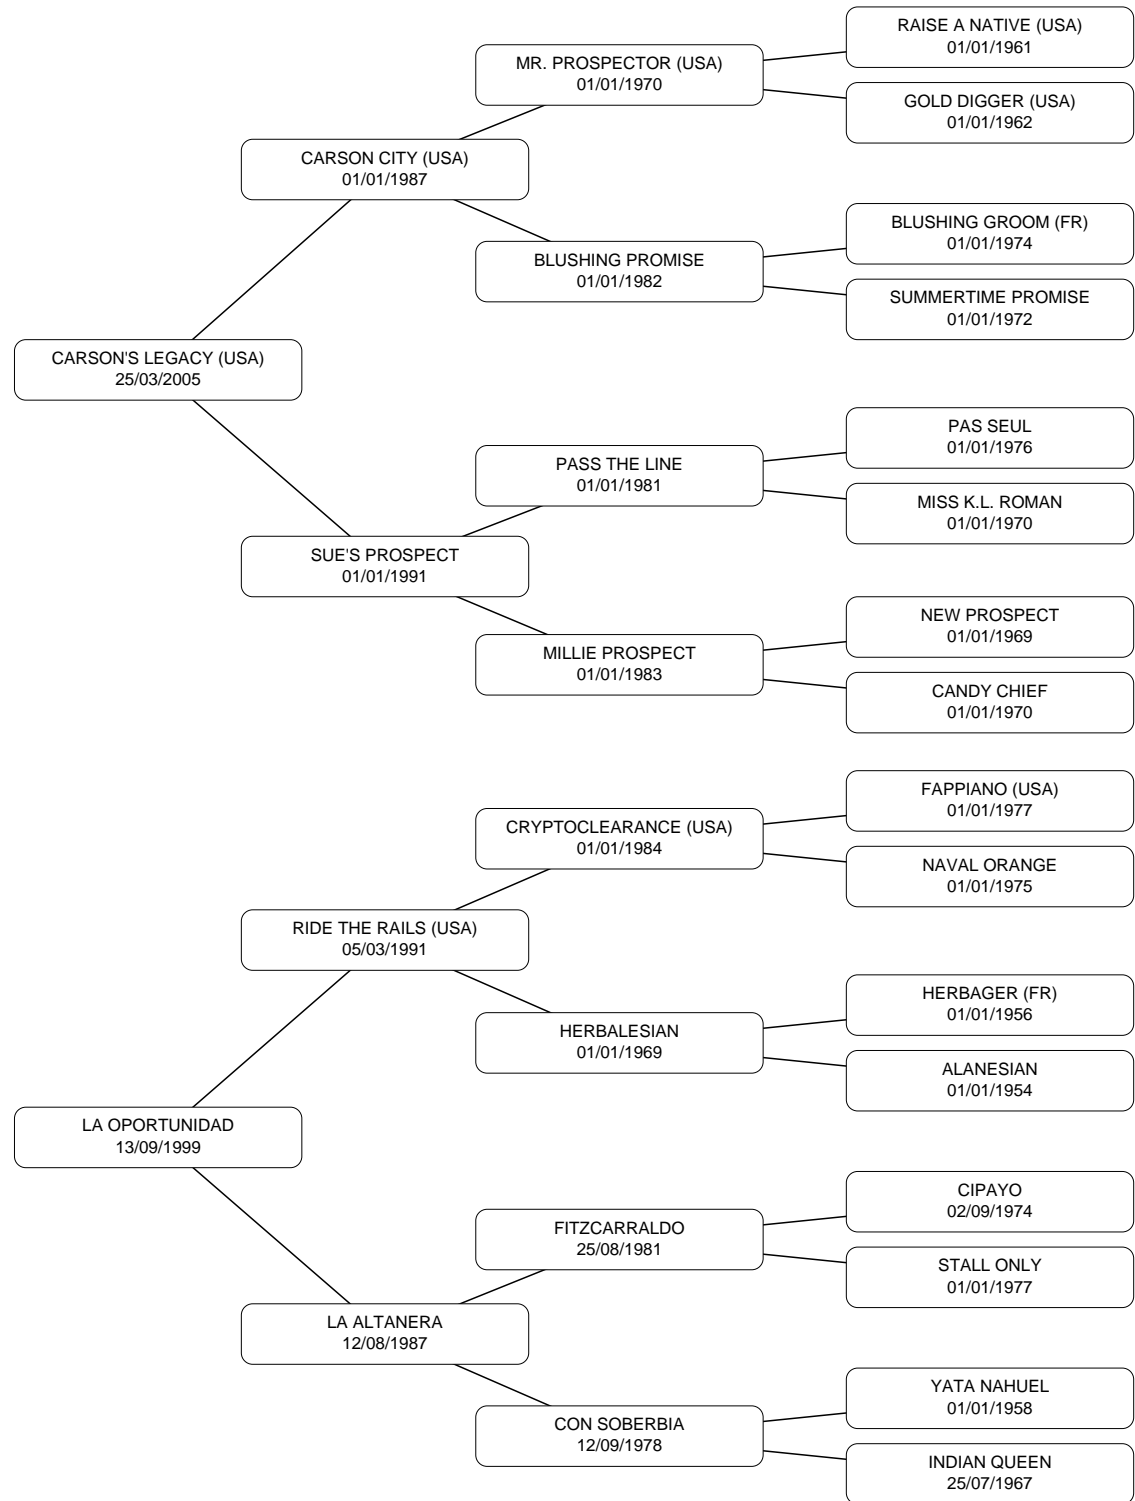 RAISE A NATIVE (USA)
01/01/1961
MR. PROSPECTOR (USA)
01/01/1970
GOLD DIGGER (USA)
01/01/1962
CARSON CITY (USA)
01/01/1987
BLUSHING GROOM (FR)
01/01/1974
BLUSHING PROMISE
01/01/1982
SUMMERTIME PROMISE
01/01/1972
CARSON'S LEGACY (USA)
25/03/2005
PAS SEUL
01/01/1976
PASS THE LINE
01/01/1981
MISS K.L. ROMAN
01/01/1970
SUE'S PROSPECT
01/01/1991
NEW PROSPECT
01/01/1969
MILLIE PROSPECT
01/01/1983
CANDY CHIEF
01/01/1970
FAPPIANO (USA)
01/01/1977
CRYPTOCLEARANCE (USA)
01/01/1984
NAVAL ORANGE
01/01/1975
RIDE THE RAILS (USA)
05/03/1991
HERBAGER (FR)
01/01/1956
HERBALESIAN
01/01/1969
ALANESIAN
01/01/1954
LA OPORTUNIDAD
13/09/1999
CIPAYO
02/09/1974
FITZCARRALDO
25/08/1981
STALL ONLY
01/01/1977
LA ALTANERA
12/08/1987
YATA NAHUEL
01/01/1958
CON SOBERBIA
12/09/1978
INDIAN QUEEN
25/07/1967